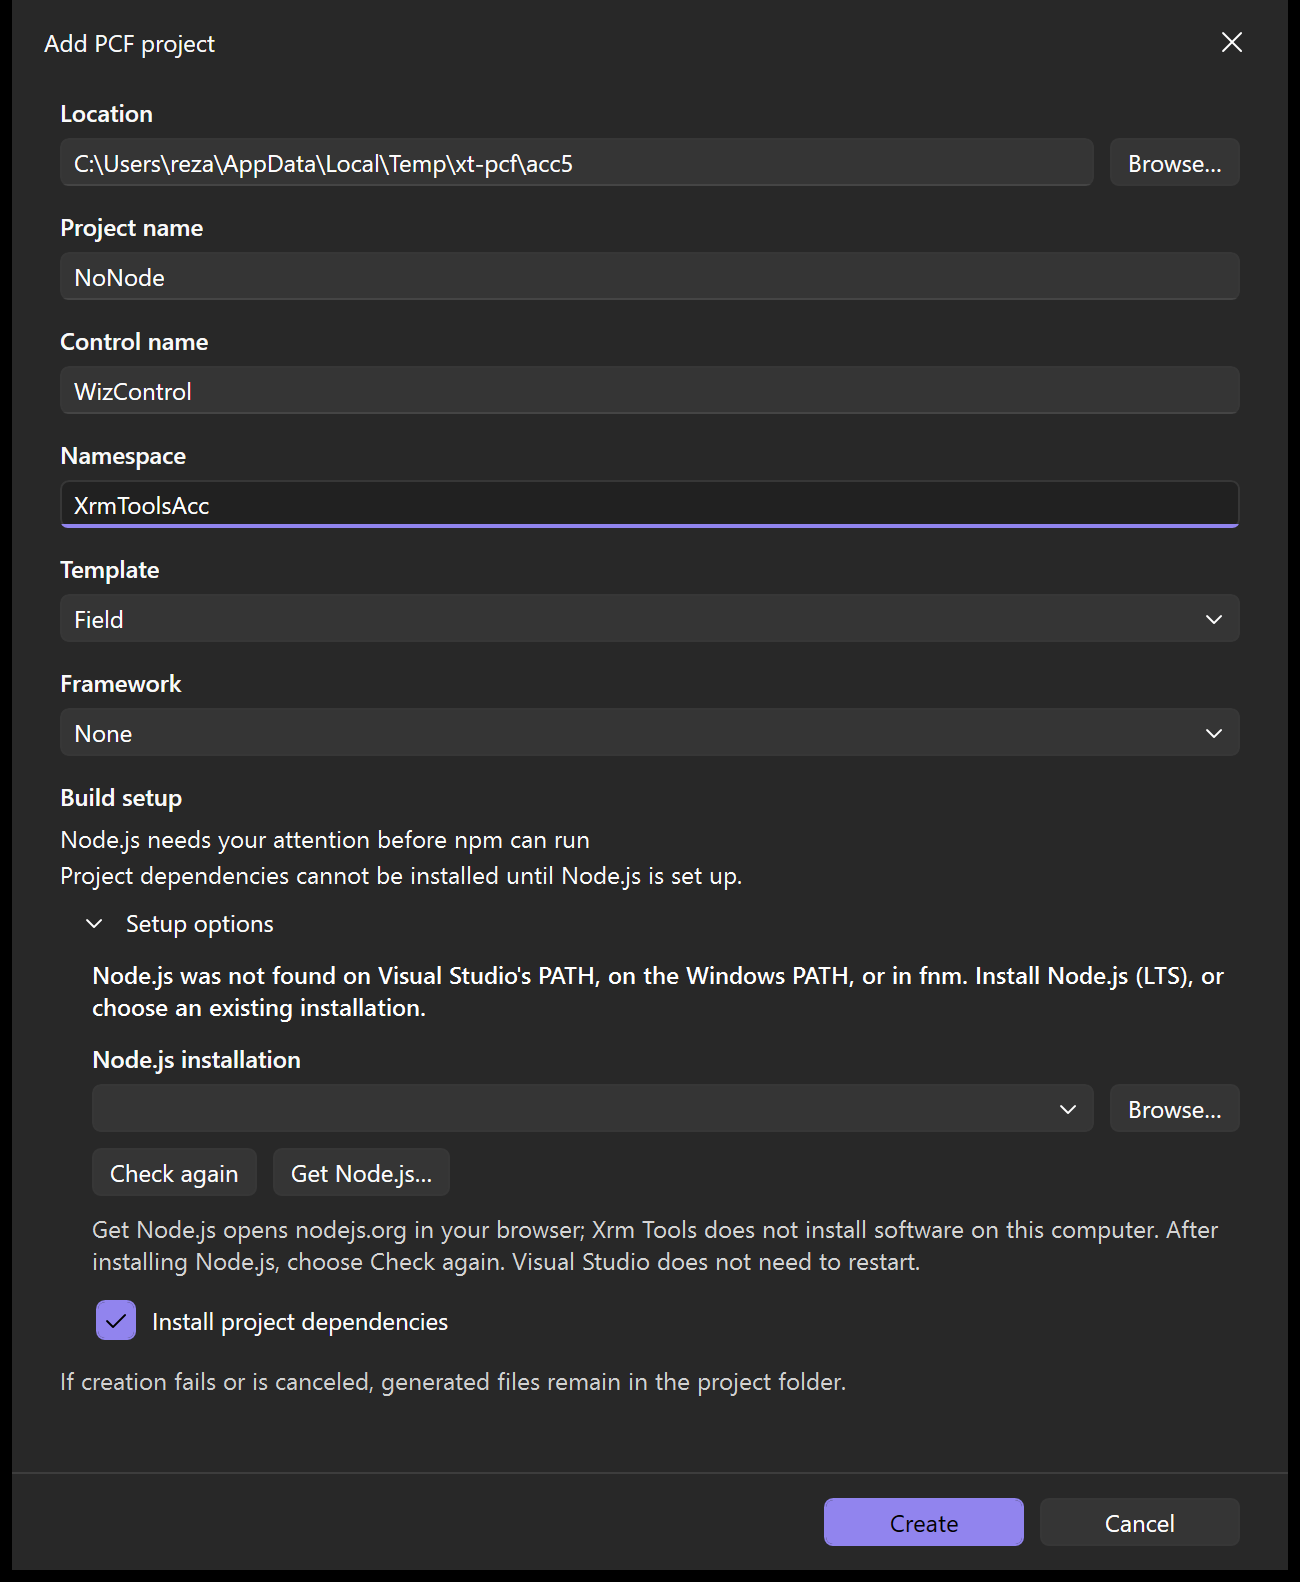 Add PCF project
Location
C:\Users\reza\AppData\Local\Temp\xt-pcf\acc5
Browse...
Project name
NoNode
Control name
WizControl
Namespace
XrmToolsAcc
Template
Field
Framework
None
Build setup
Node.js needs your attention before npm can run
Project dependencies cannot be installed until Node.js is set up.
Setup options
Node.js was not found on Visual Studio's PATH, on the Windows PATH, or in fnm. Install Node.js (LTS), or
choose an existing installation.
Node.js installation
Browse...
Check again
Get Node.js...
Get Node.js opens nodejs.org in your browser; Xrm Tools does not install software on this computer. After
installing Node.js, choose Check again. Visual Studio does not need to restart.
Install project dependencies
If creation fails or is canceled, generated files remain in the project folder.
Create
Cancel